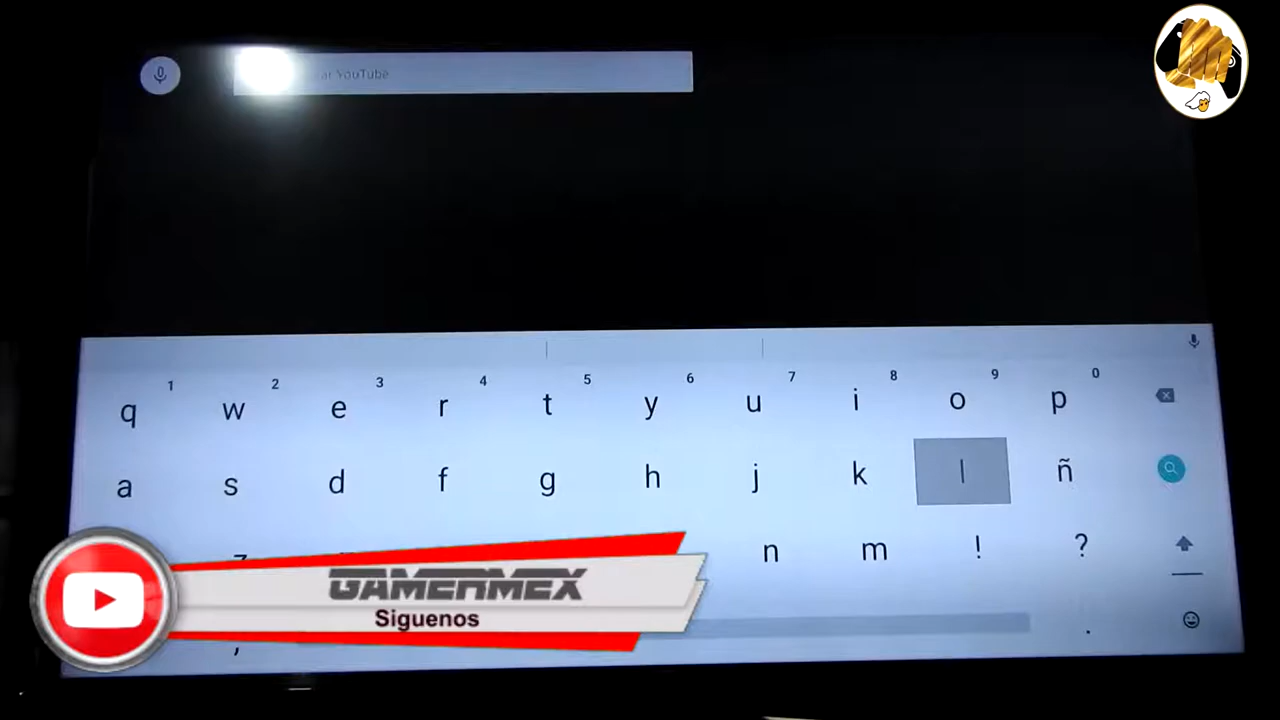 ar YouTube
1 2 3 4 5 6 7 8 9 0
q w e r t y u i o p
a s d f g h j k l ñ
n m ! ?
, .
GAMERMEX
Siguenos